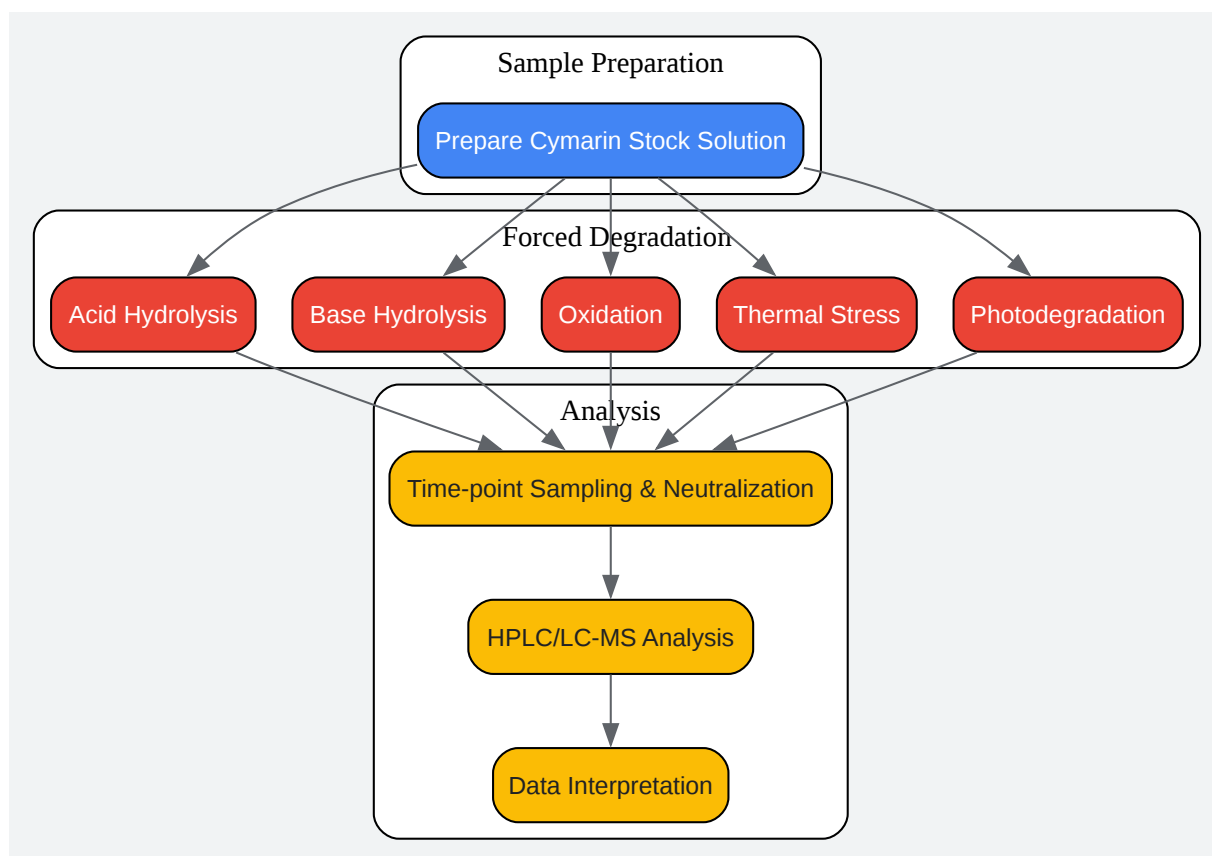 Sample Preparation
Prepare Cymarin Stock Solution
Forced Degradation
Acid Hydrolysis
Base Hydrolysis
Oxidation
Thermal Stress
Photodegradation
Analysis
Time-point Sampling & Neutralization
HPLC/LC-MS Analysis
Data Interpretation